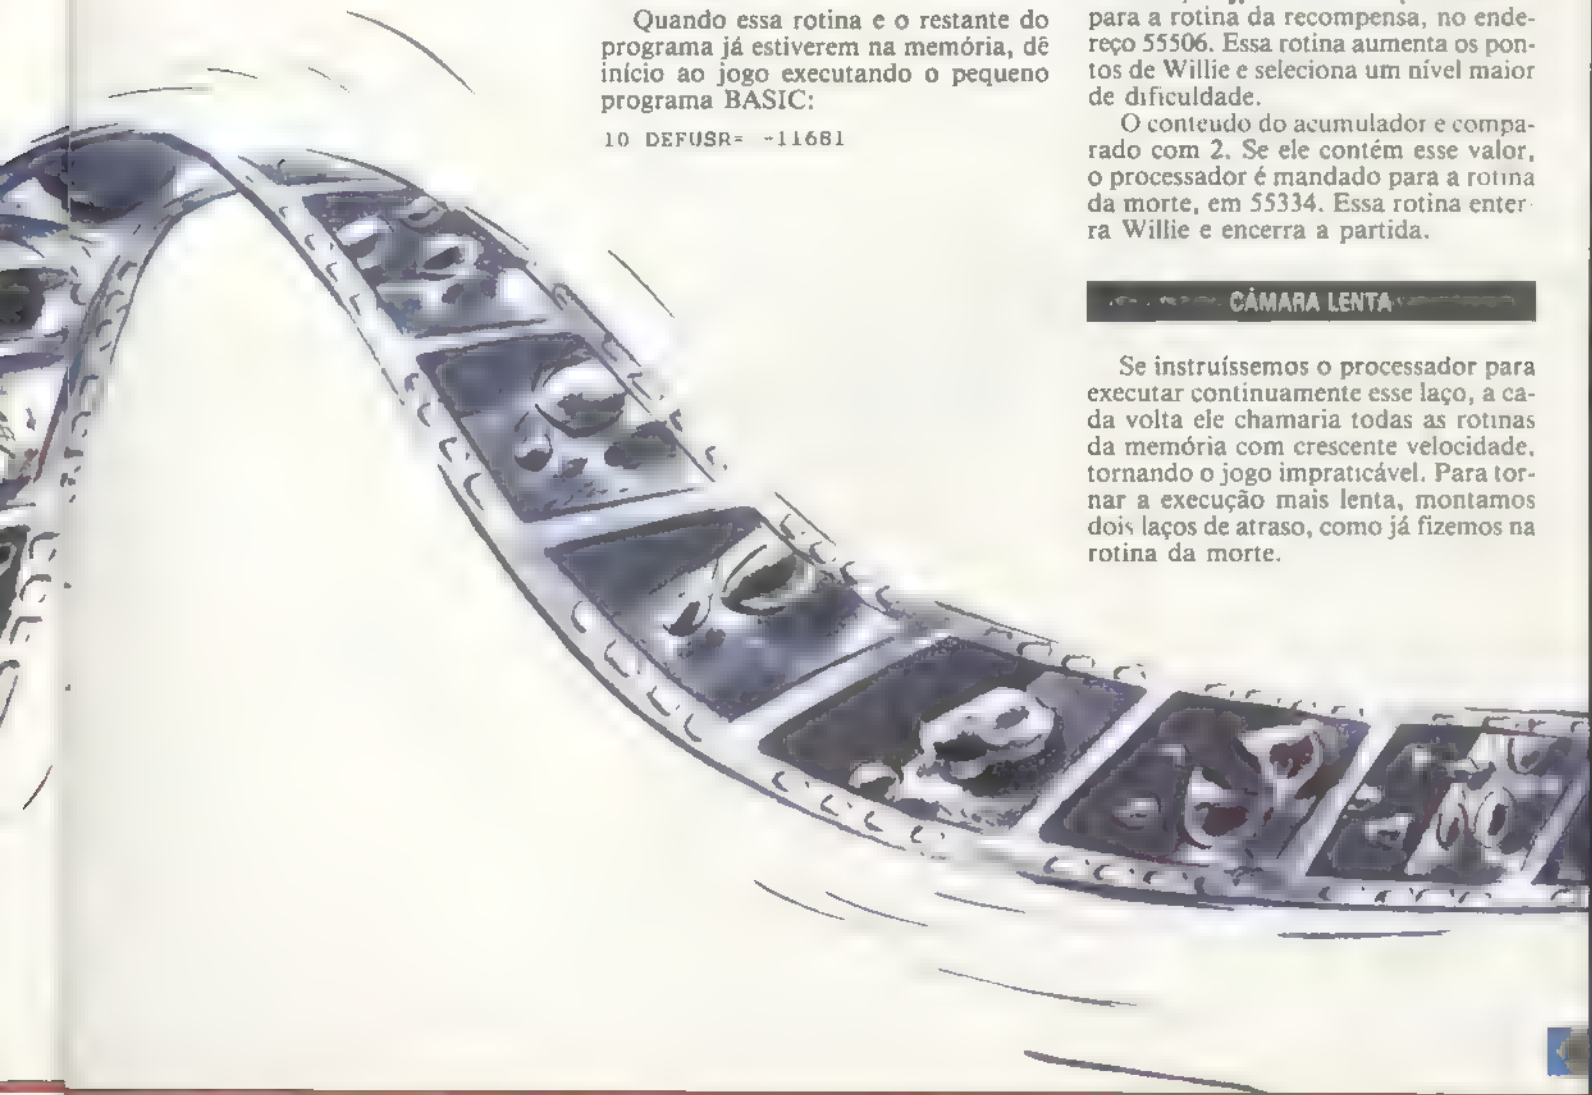 Quando essa rotina e o restante do
programa já estiverem na memória, dê
início ao jogo executando o pequeno
programa BASIC:
10 DEFUSR= -11681
para a rotina da recompensa, no ende-
reço 55506. Essa rotina aumenta os pon-
tos de Willie e seleciona um nível maior
de dificuldade.
O conteudo do acumulador e compa-
rado com 2. Se ele contém esse valor,
o processador é mandado para a rotina
da morte, em 55334. Essa rotina enter-
ra Willie e encerra a partida.
CÂMARA LENTA
Se instruíssemos o processador para
executar continuamente esse laço, a ca-
da volta ele chamaria todas as rotinas
da memória com crescente velocidade,
tornando o jogo impraticável. Para tor-
nar a execução mais lenta, montamos
dois laços de atraso, como já fizemos na
rotina da morte.